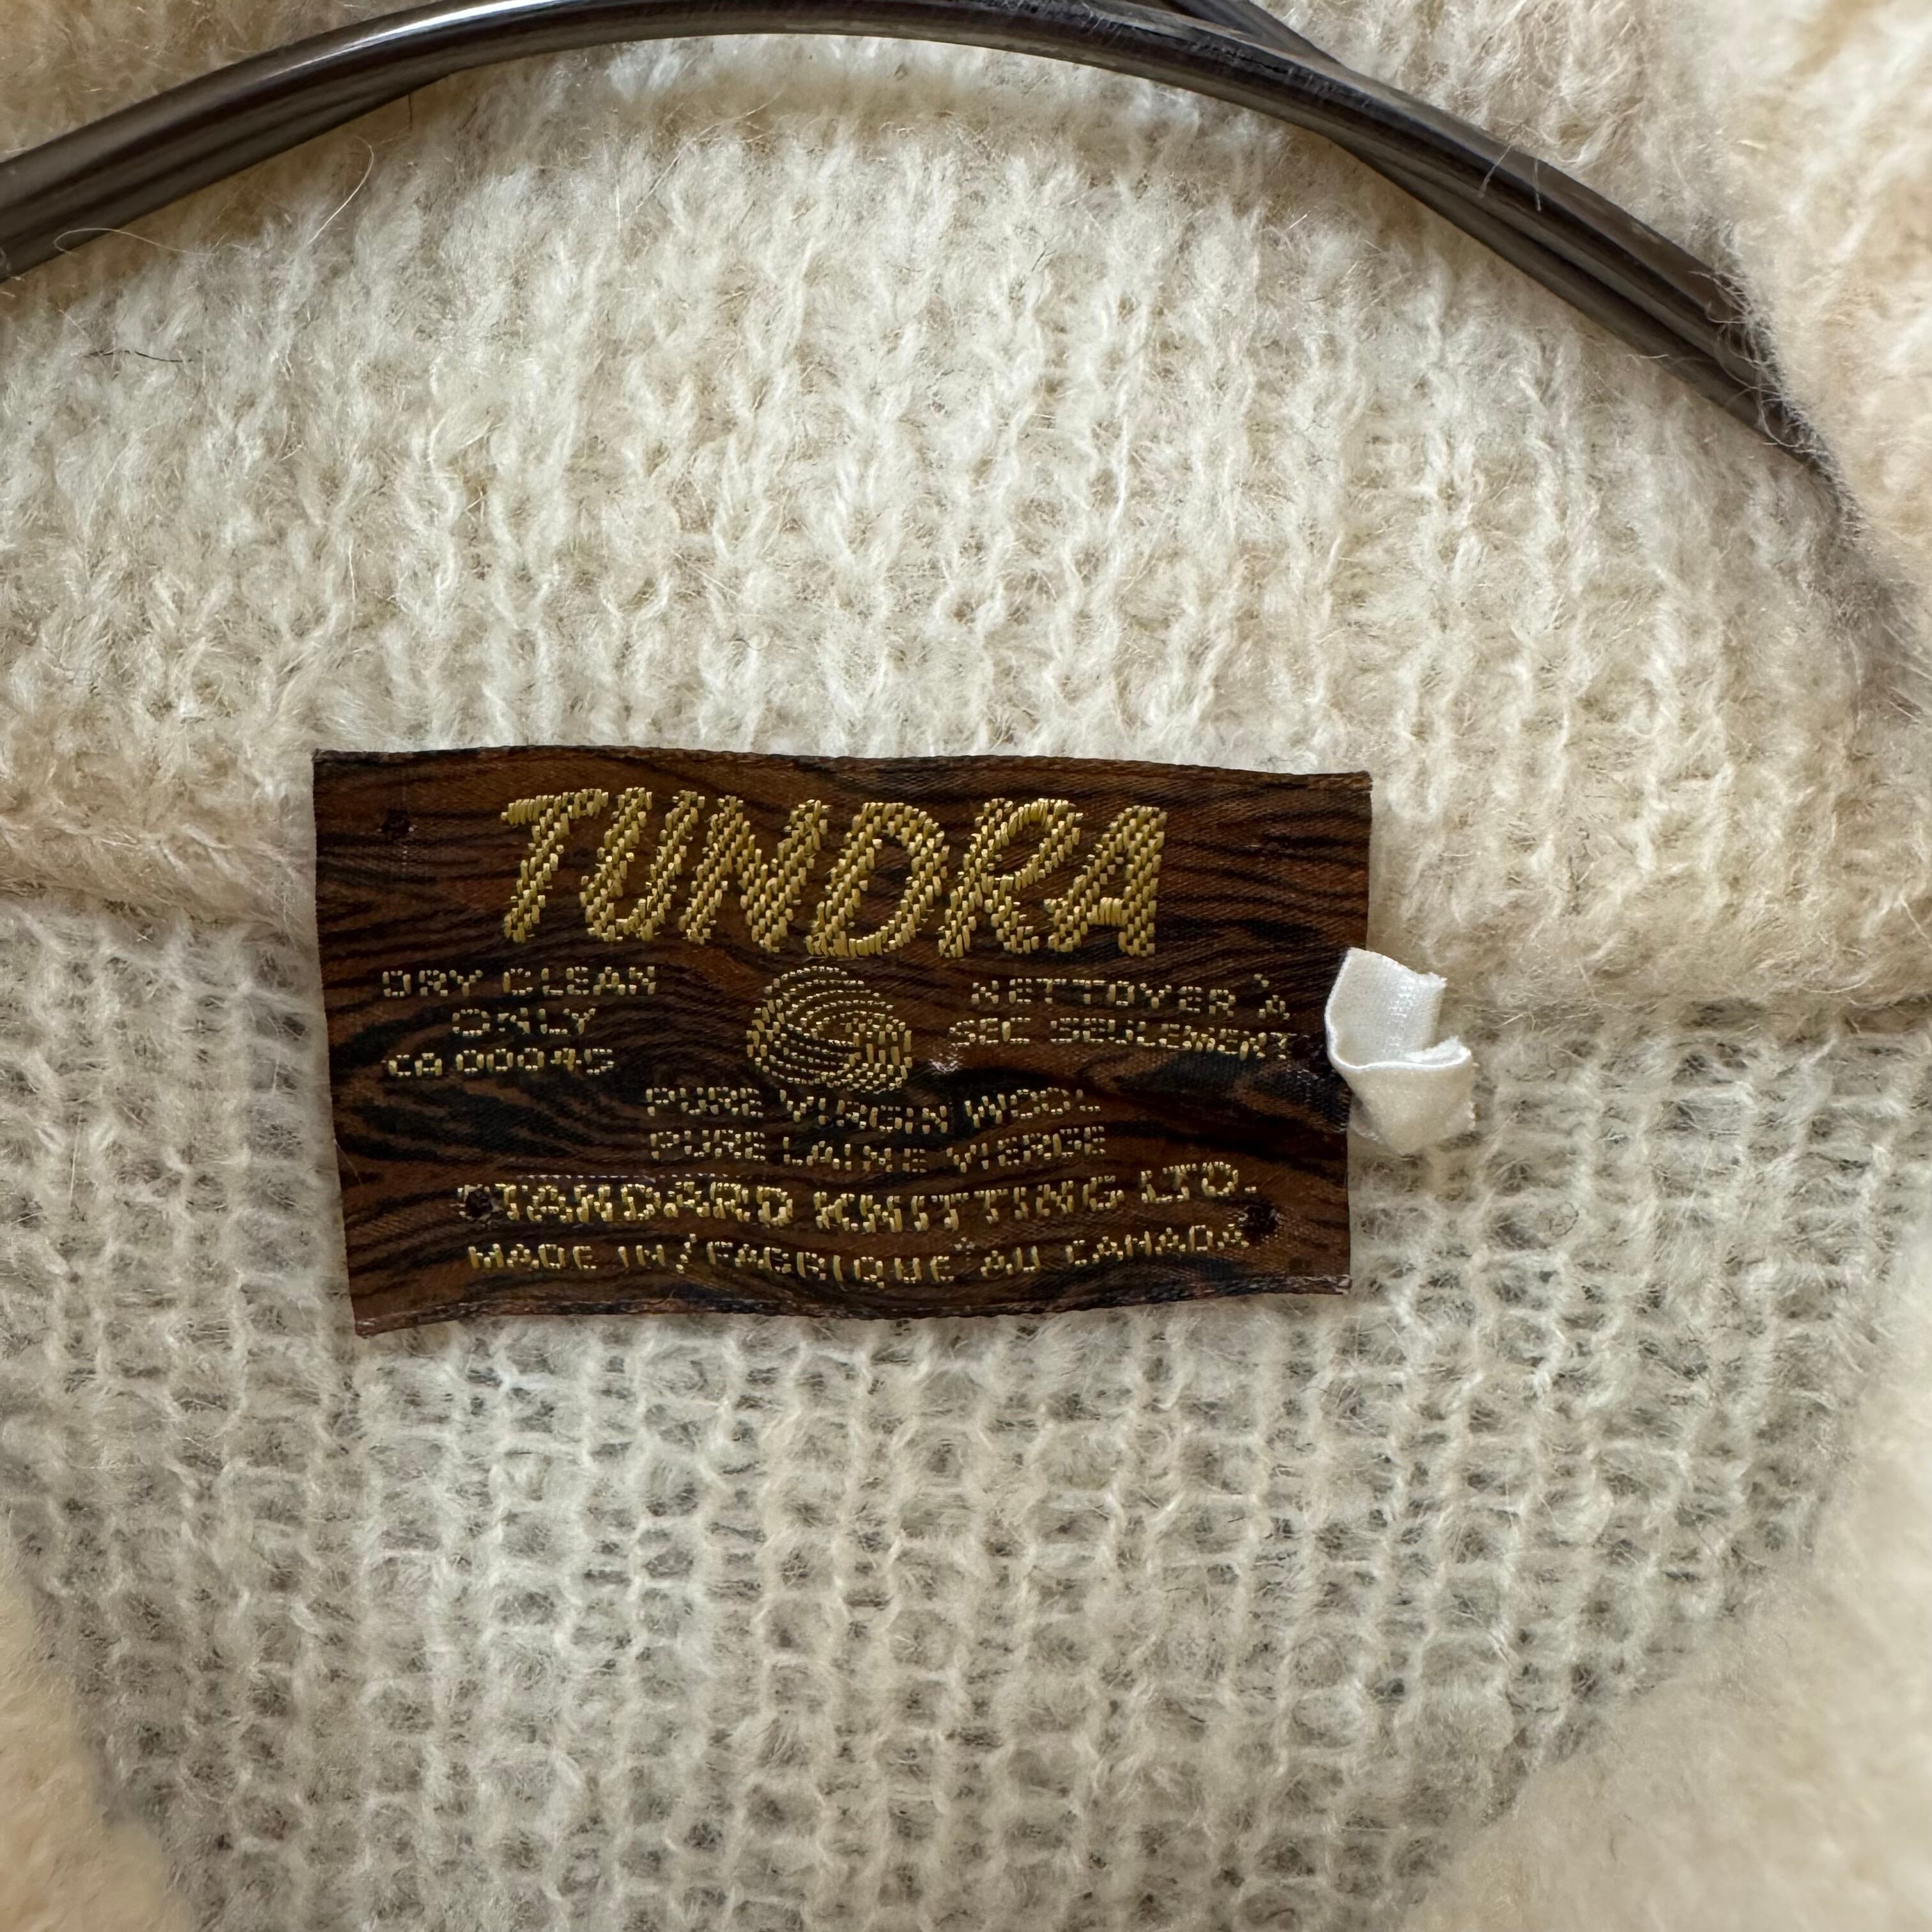 TUNDRA
DRY CLEAN
ONLY
CA 00045
NETTOYER À
SEC SEULEMENT
PURE VIRGIN WOOL
PURE LAINE VIERGE
STANDARD KNITTING LTD.
MADE IN/FABRIQUE AU CANADA